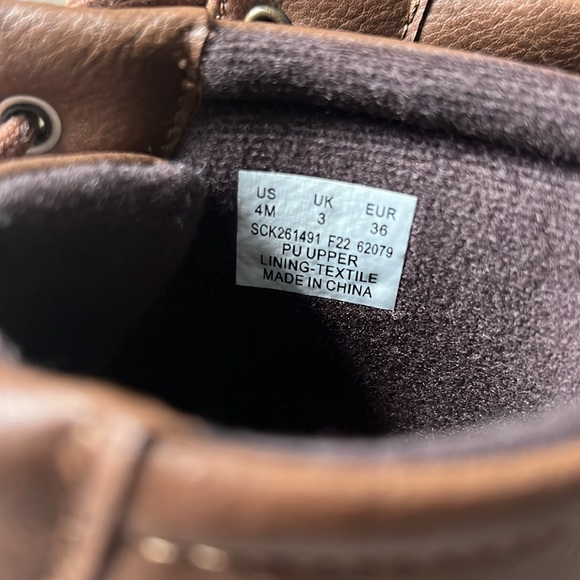 US UK EUR
4M 3 36
SCK261491 F22 62079
PU UPPER
LINING-TEXTILE
MADE IN CHINA